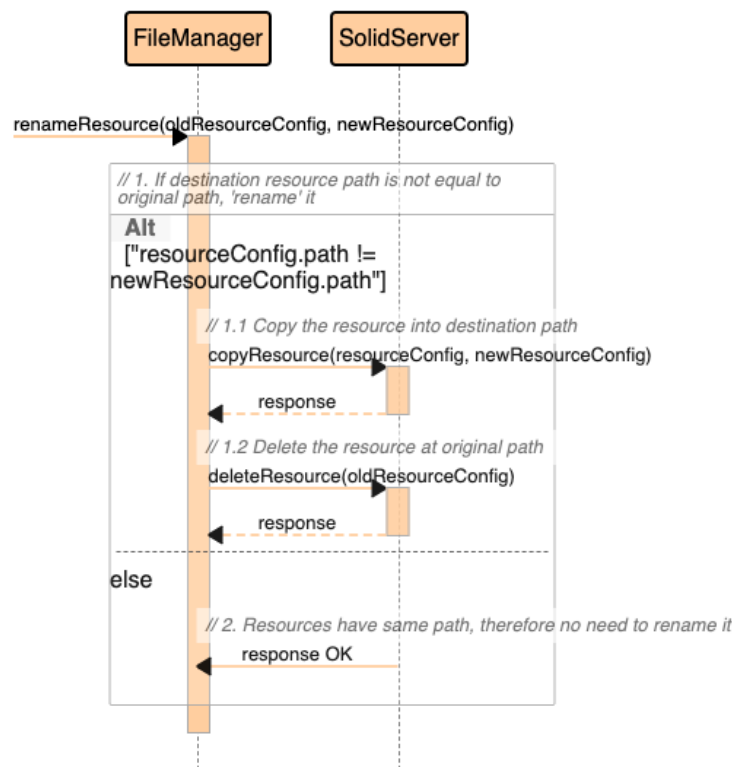 FileManager
SolidServer
renameResource(oldResourceConfig, newResourceConfig)
// 1. If destination resource path is not equal to
original path, 'rename' it
Alt
["resourceConfig.path !=
newResourceConfig.path"]
// 1.1 Copy the resource into destination path
copyResource(resourceConfig, newResourceConfig)
response
// 1.2 Delete the resource at original path
deleteResource(oldResourceConfig)
response
else
// 2. Resources have same path, therefore no need to rename it
response OK